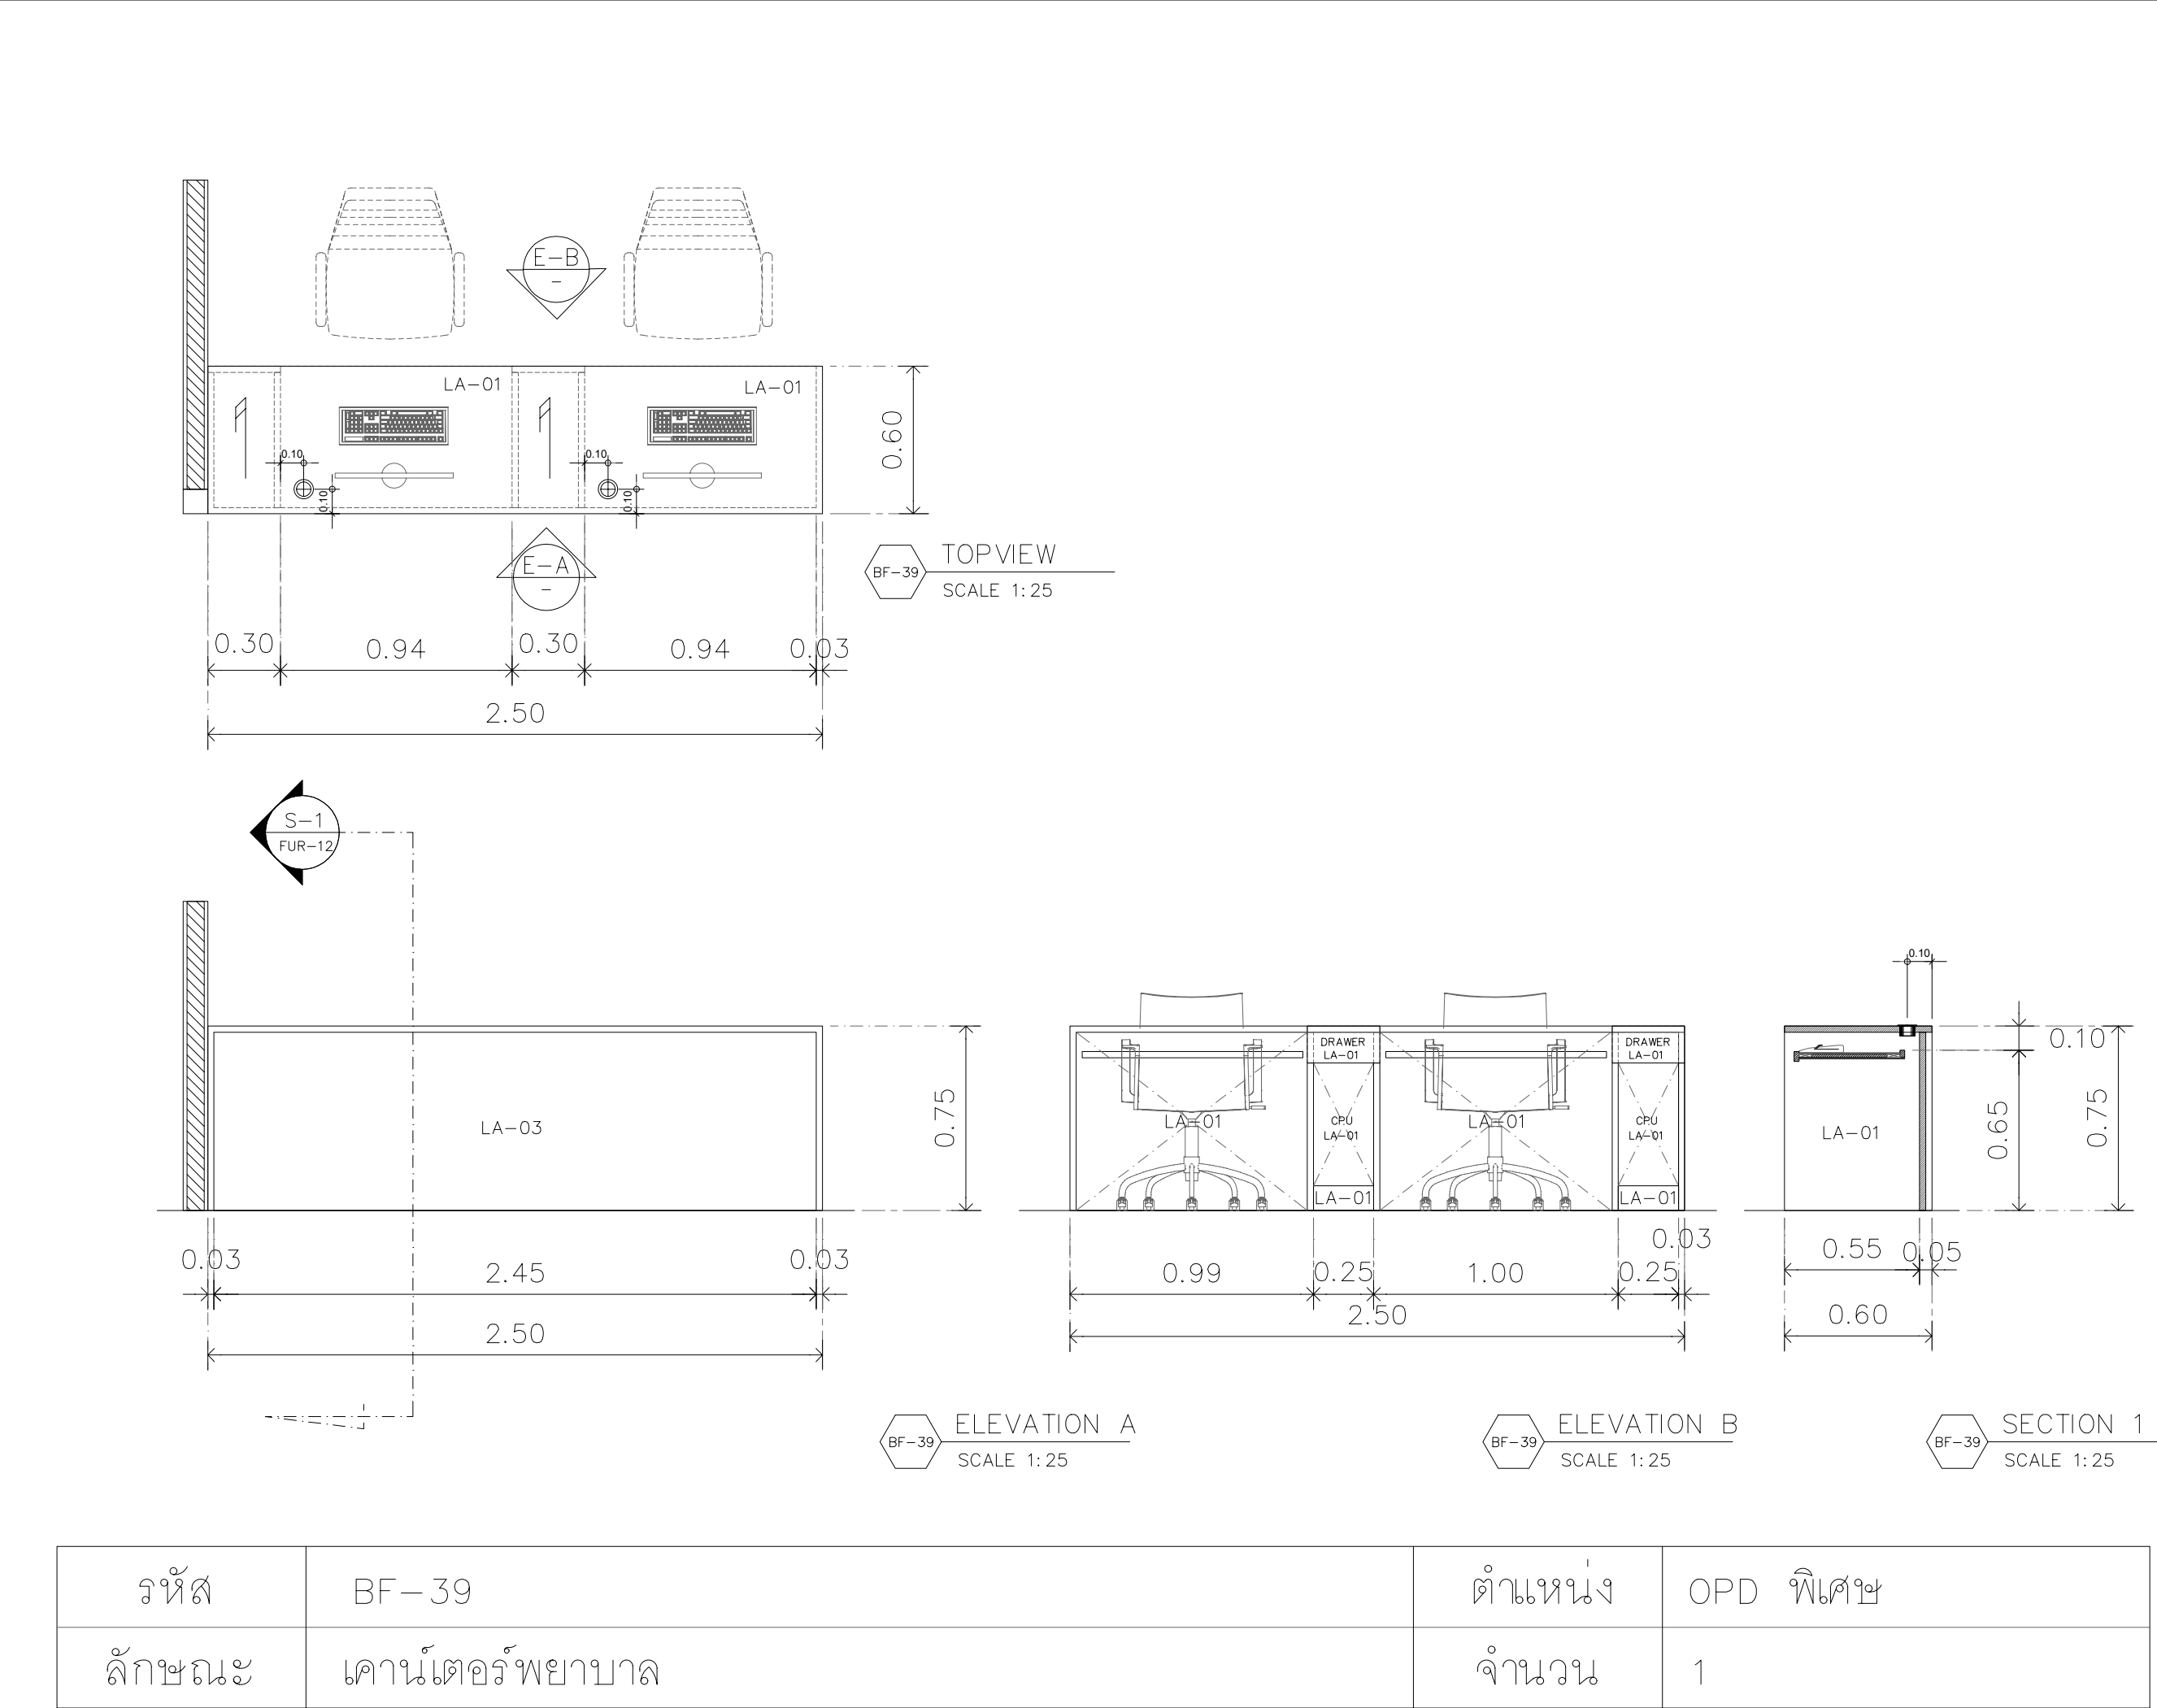 E-B
-
LA-01
LA-01
0.10
0.10
0.10
0.10
0.60
E-A
-
BF-39
TOPVIEW
SCALE 1:25
0.30
0.94
0.30
0.94
0.03
2.50
S-1
FUR-12
LA-03
0.75
0.03
2.45
0.03
2.50
BF-39
ELEVATION A
SCALE 1:25
DRAWER
LA-01
DRAWER
LA-01
LA-01
CPU
LA-01
LA-01
CPU
LA-01
LA-01
LA-01
0.03
0.99
0.25
1.00
0.25
2.50
BF-39
ELEVATION B
SCALE 1:25
0.10
0.10
0.65
0.75
LA-01
0.55
0.05
0.60
BF-39
SECTION 1
SCALE 1:25
รหัส BF-39 ตำแหน่ง OPD พิเศษ
ลักษณะ เคาน์เตอร์พยาบาล จำนวน 1